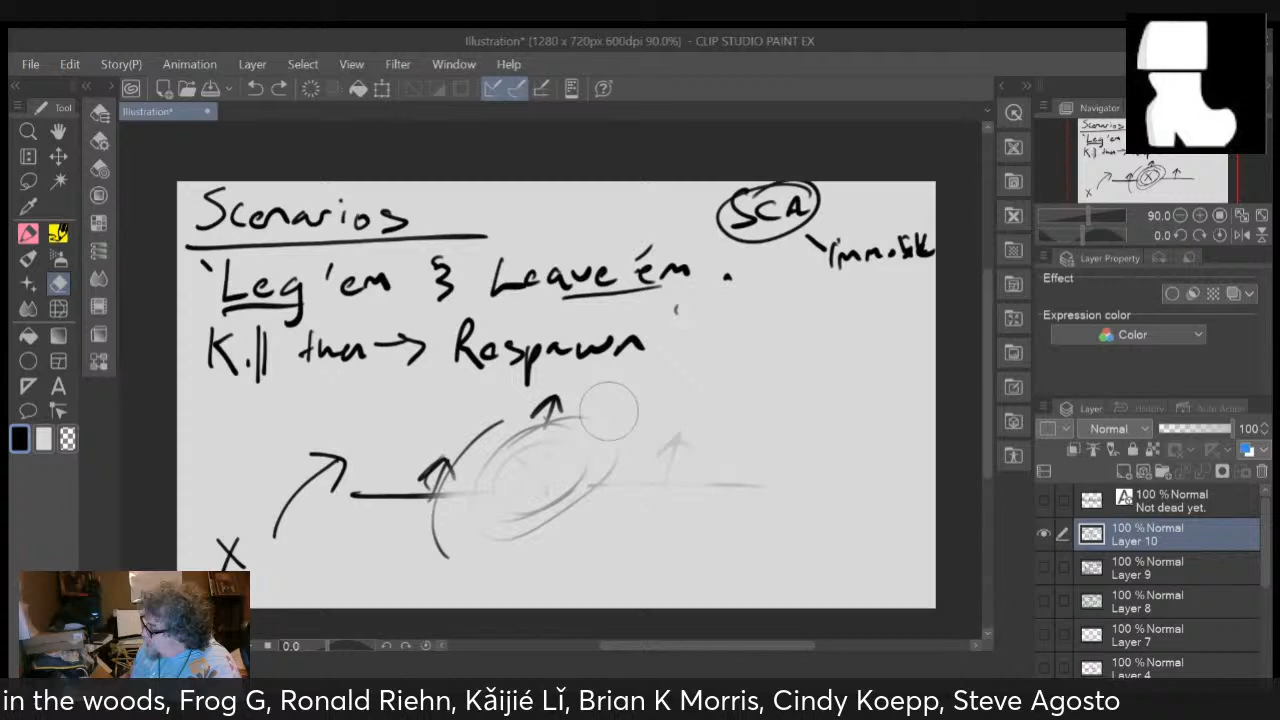 Illustration* (1280 x 720px 600dpi 90.0%) - CLIP STUDIO PAINT EX
File Edit Story(P) Animation Layer Select View Filter Window Help
Tool
Illustration*
Navigator
Scenarios
SCA
'Leg 'em & Leave 'em.
Kill them → Respawn
X
90.0
0.0
Layer Property
Effect
Expression color
Color
Layer History Auto Action
Normal 100
100 % Normal
Not dead yet.
100 % Normal
Layer 10
100 % Normal
Layer 9
100 % Normal
Layer 8
100 % Normal
Layer 7
100 % Normal
Layer 4
0.0
in the woods, Frog G, Ronald Riehn, Kǎijié Lǐ, Brian K Morris, Cindy Koepp, Steve Agosto